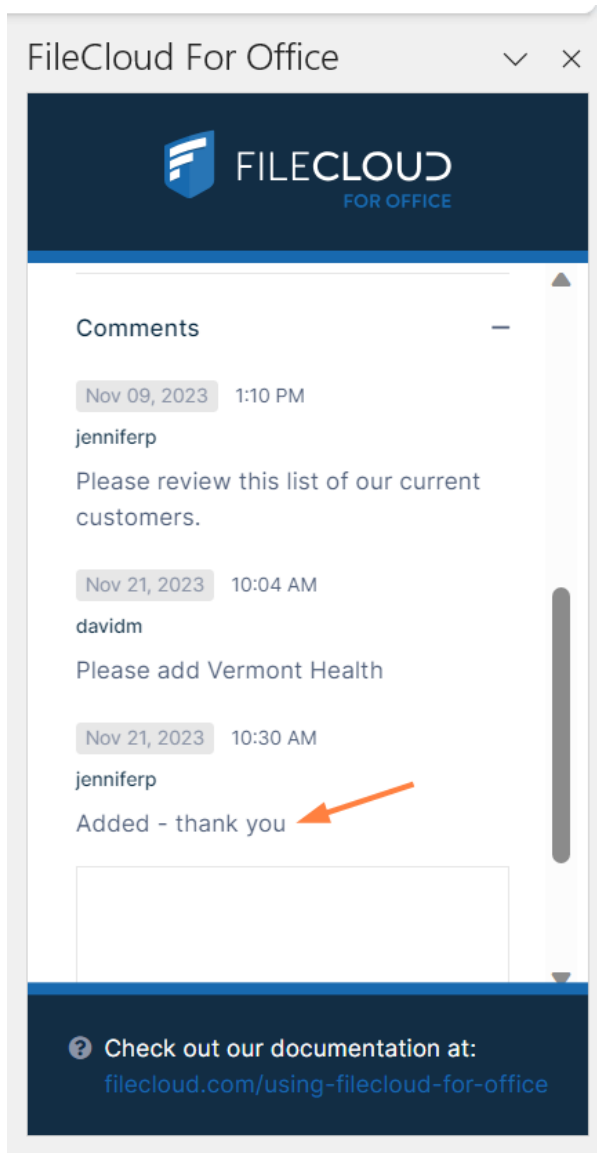 FileCloud For Office
FILECLOUD
FOR OFFICE
Comments
Nov 09, 2023 1:10 PM
jenniferp
Please review this list of our current
customers.
Nov 21, 2023 10:04 AM
davidm
Please add Vermont Health
Nov 21, 2023 10:30 AM
jenniferp
Added - thank you
Check out our documentation at:
filecloud.com/using-filecloud-for-office